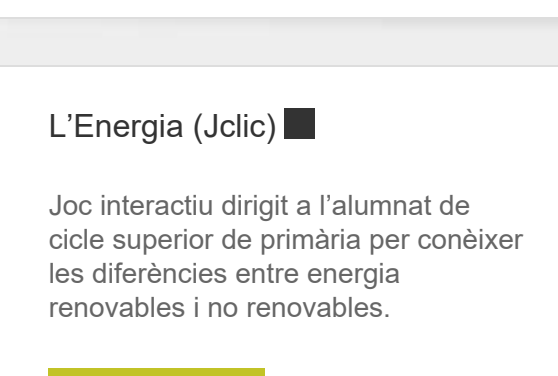 L’Energia (Jclic)
Joc interactiu dirigit a l’alumnat de
cicle superior de primària per conèixer
les diferències entre energia
renovables i no renovables.